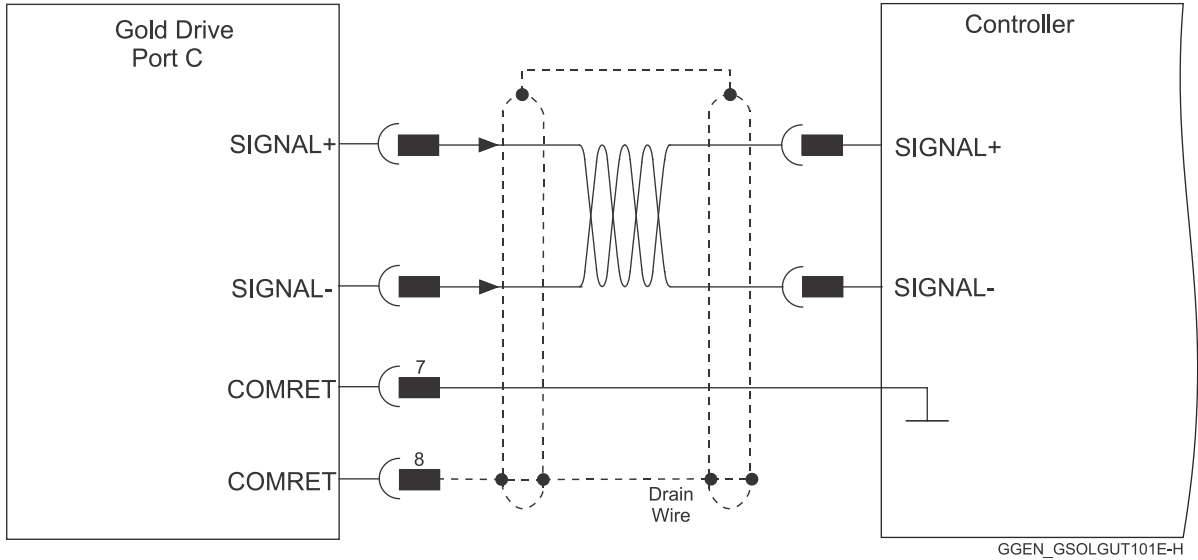 Gold Drive
Port C
Controller
SIGNAL+
SIGNAL+
SIGNAL-
SIGNAL-
7
COMRET
8
COMRET
Drain
Wire
GGEN_GSOLGUT101E-H